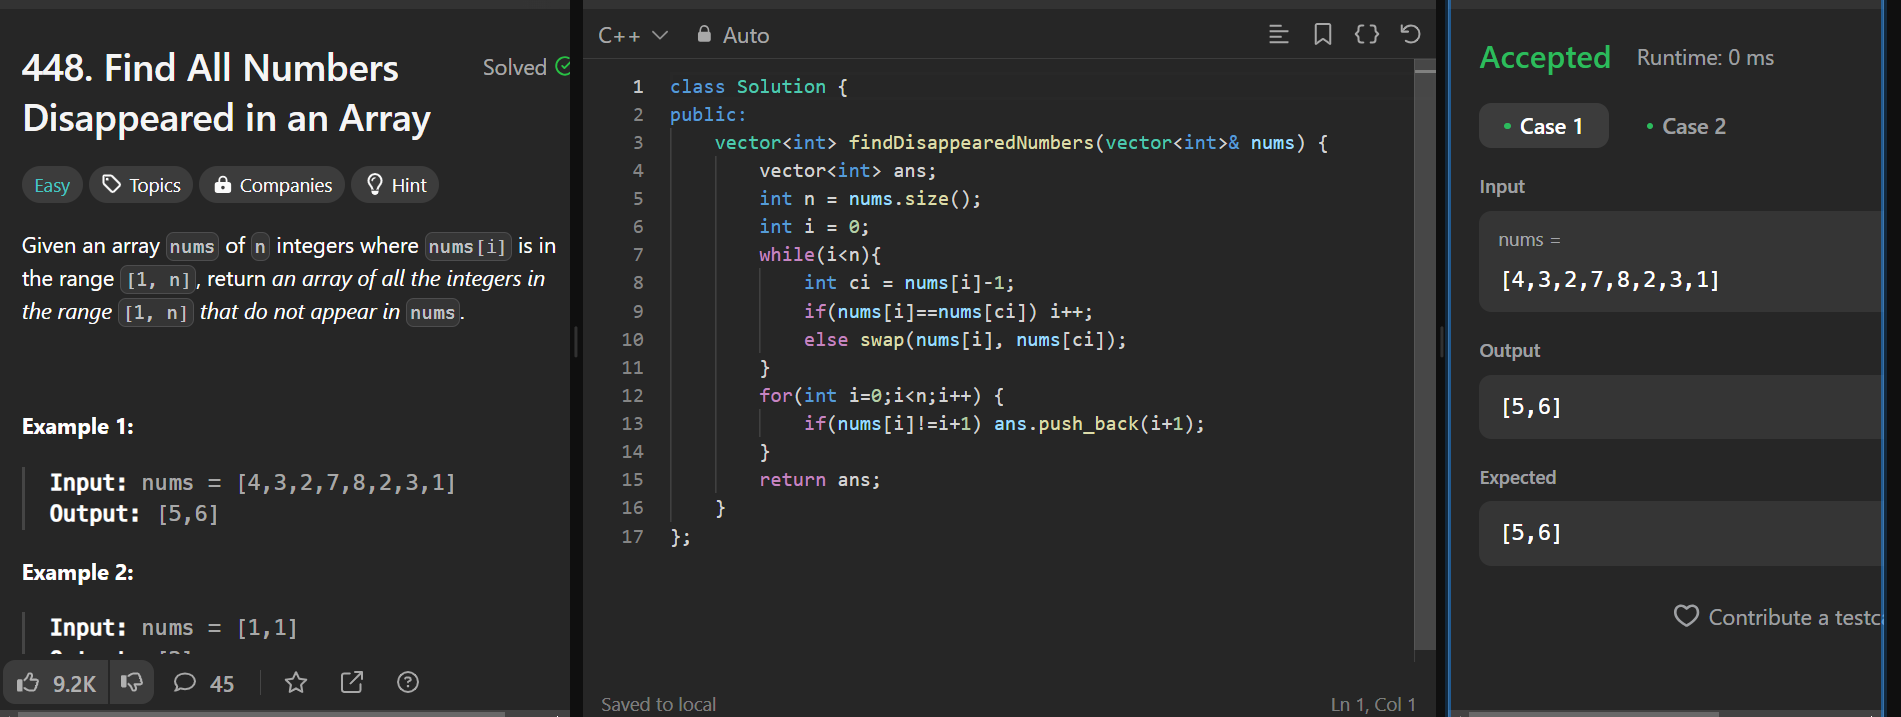 448. Find All Numbers
Disappeared in an Array
Solved
Easy
Topics
Companies
Hint
Given an array nums of n integers where nums[i] is in
the range [1, n], return an array of all the integers in
the range [1, n] that do not appear in nums.
Example 1:
Input: nums = [4,3,2,7,8,2,3,1]
Output: [5,6]
Example 2:
Input: nums = [1,1]
9.2K
45
C++
Auto
1 class Solution {
2 public:
3     vector<int> findDisappearedNumbers(vector<int>& nums) {
4         vector<int> ans;
5         int n = nums.size();
6         int i = 0;
7         while(i<n){
8             int ci = nums[i]-1;
9             if(nums[i]==nums[ci]) i++;
10             else swap(nums[i], nums[ci]);
11         }
12         for(int i=0;i<n;i++) {
13             if(nums[i]!=i+1) ans.push_back(i+1);
14         }
15         return ans;
16     }
17 };
Saved to local
Ln 1, Col 1
Accepted
Runtime: 0 ms
Case 1
Case 2
Input
nums =
[4,3,2,7,8,2,3,1]
Output
[5,6]
Expected
[5,6]
Contribute a testc